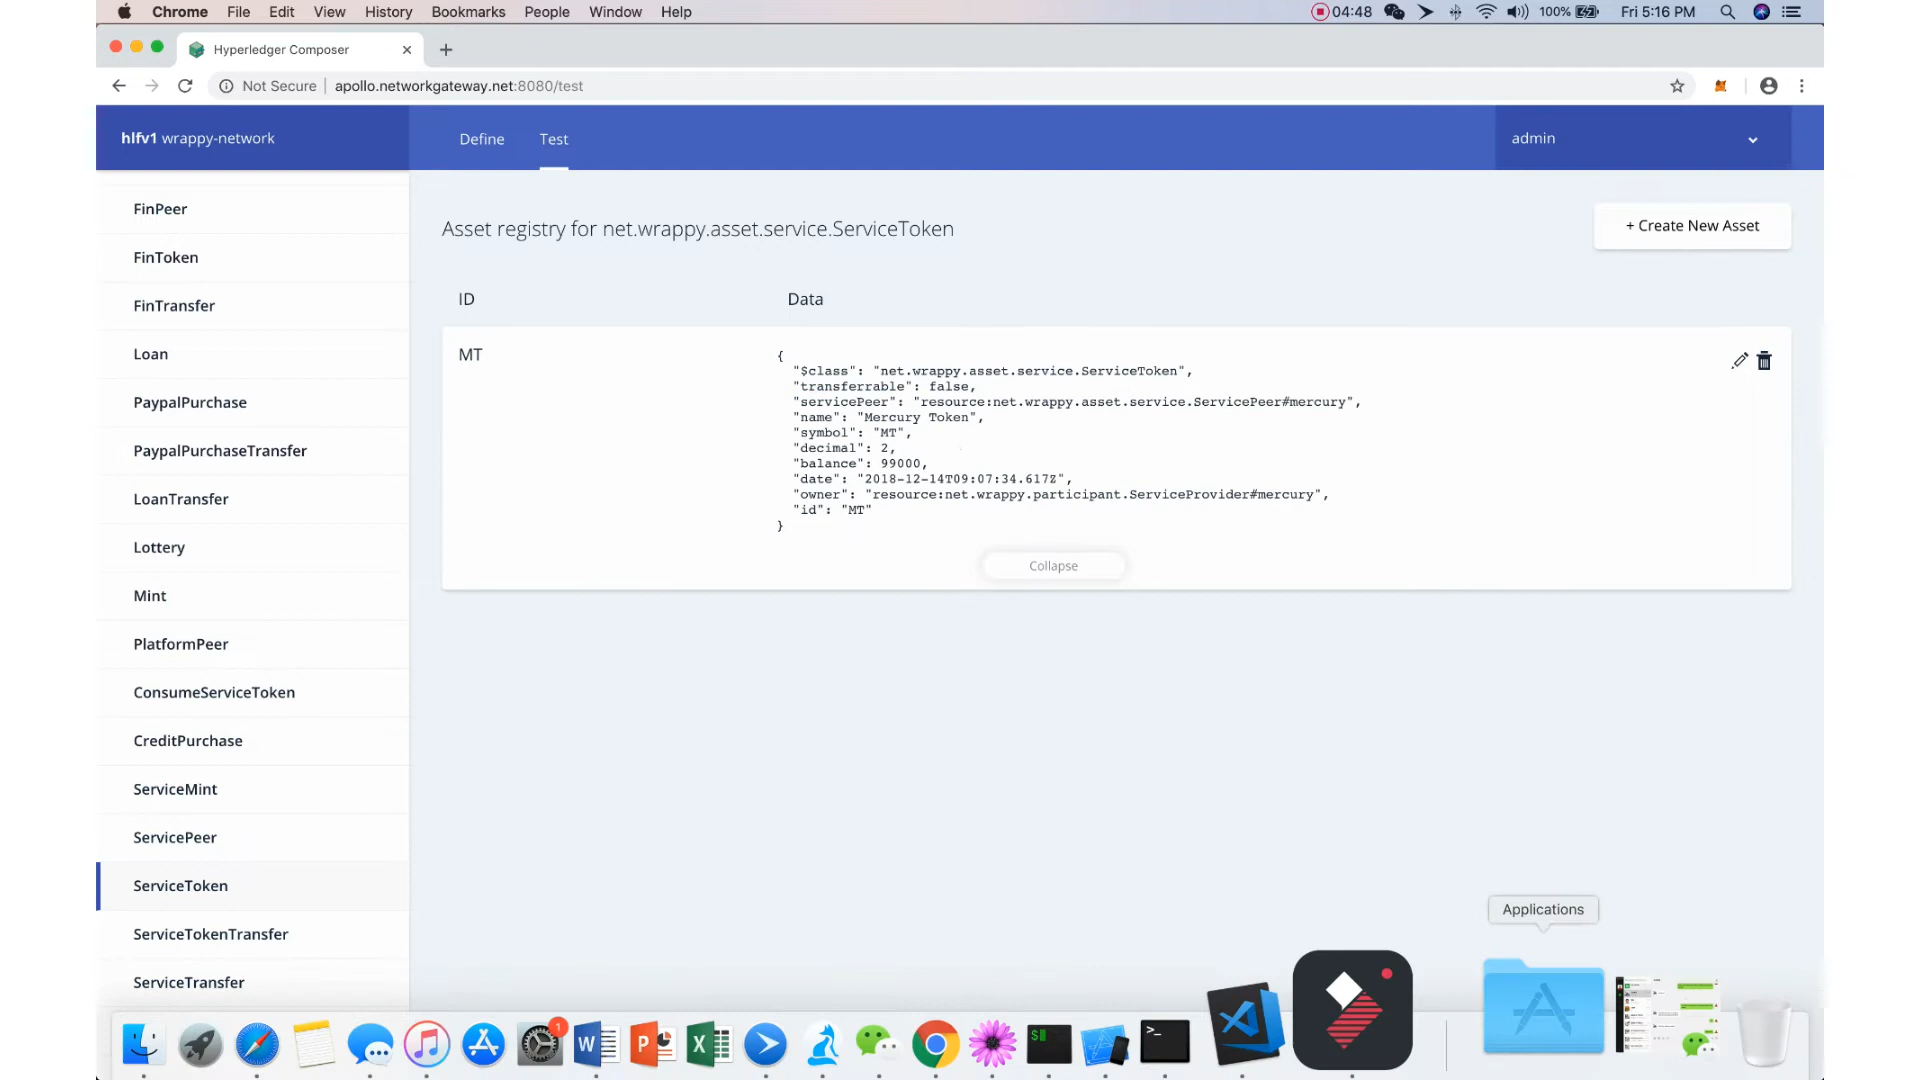 Chrome File Edit View History Bookmarks People Window Help 04:48 100% Fri 5:16 PM
Hyperledger Composer
Not Secure | apollo.networkgateway.net:8080/test
hlfv1 wrappy-network Define Test admin
FinPeer
FinToken
FinTransfer
Loan
PaypalPurchase
PaypalPurchaseTransfer
LoanTransfer
Lottery
Mint
PlatformPeer
ConsumeServiceToken
CreditPurchase
ServiceMint
ServicePeer
ServiceToken
ServiceTokenTransfer
ServiceTransfer
Asset registry for net.wrappy.asset.service.ServiceToken
+ Create New Asset
ID Data
MT
{
"$class": "net.wrappy.asset.service.ServiceToken",
"transferrable": false,
"servicePeer": "resource:net.wrappy.asset.service.ServicePeer#mercury",
"name": "Mercury Token",
"symbol": "MT",
"decimal": 2,
"balance": 99000,
"date": "2018-12-14T09:07:34.617Z",
"owner": "resource:net.wrappy.participant.ServiceProvider#mercury",
"id": "MT"
}
Collapse
Applications
1
W P X $ >_